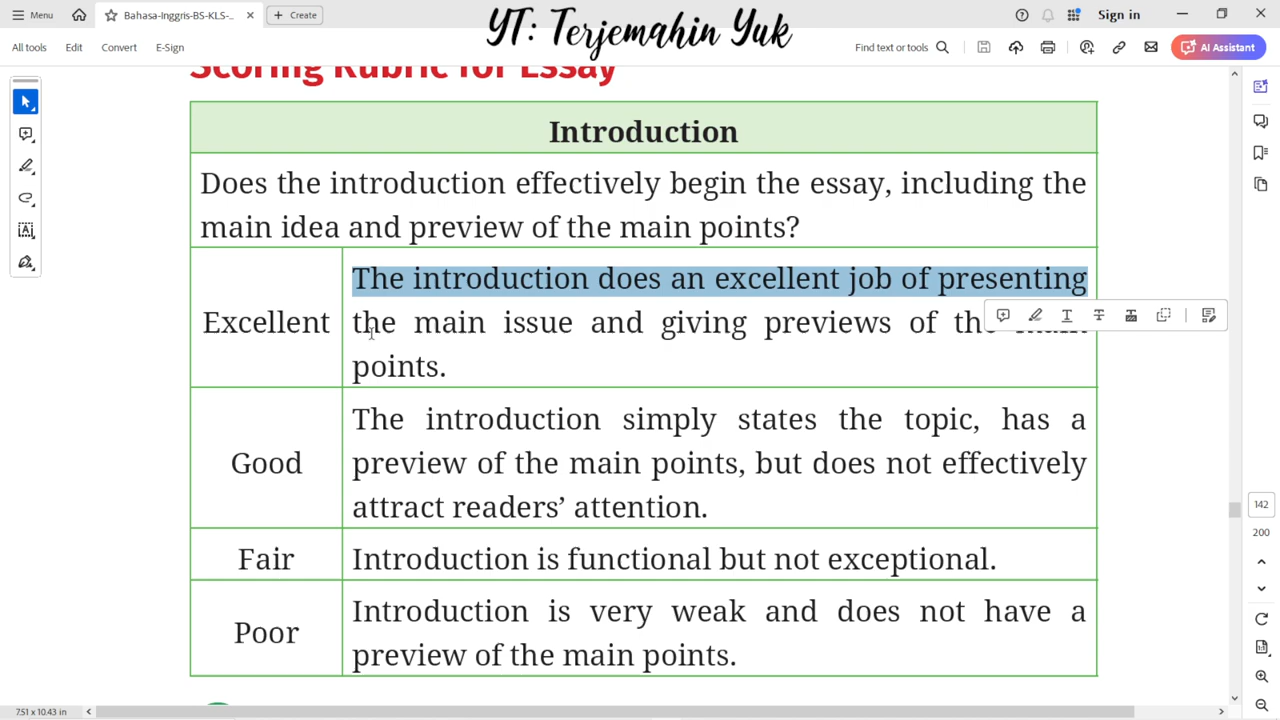 Menu
Bahasa-Inggris-BS-KLS-...
Create
YT: Terjemahin Yuk
Sign in
All tools
Edit
Convert
E-Sign
Find text or tools
AI Assistant
Scoring Rubric for Essay
Introduction
Does the introduction effectively begin the essay, including the
main idea and preview of the main points?
Excellent
The introduction does an excellent job of presenting
the main issue and giving previews of the main
points.
Good
The introduction simply states the topic, has a
preview of the main points, but does not effectively
attract readers’ attention.
Fair
Introduction is functional but not exceptional.
Poor
Introduction is very weak and does not have a
preview of the main points.
142
200
7.51 x 10.43 in